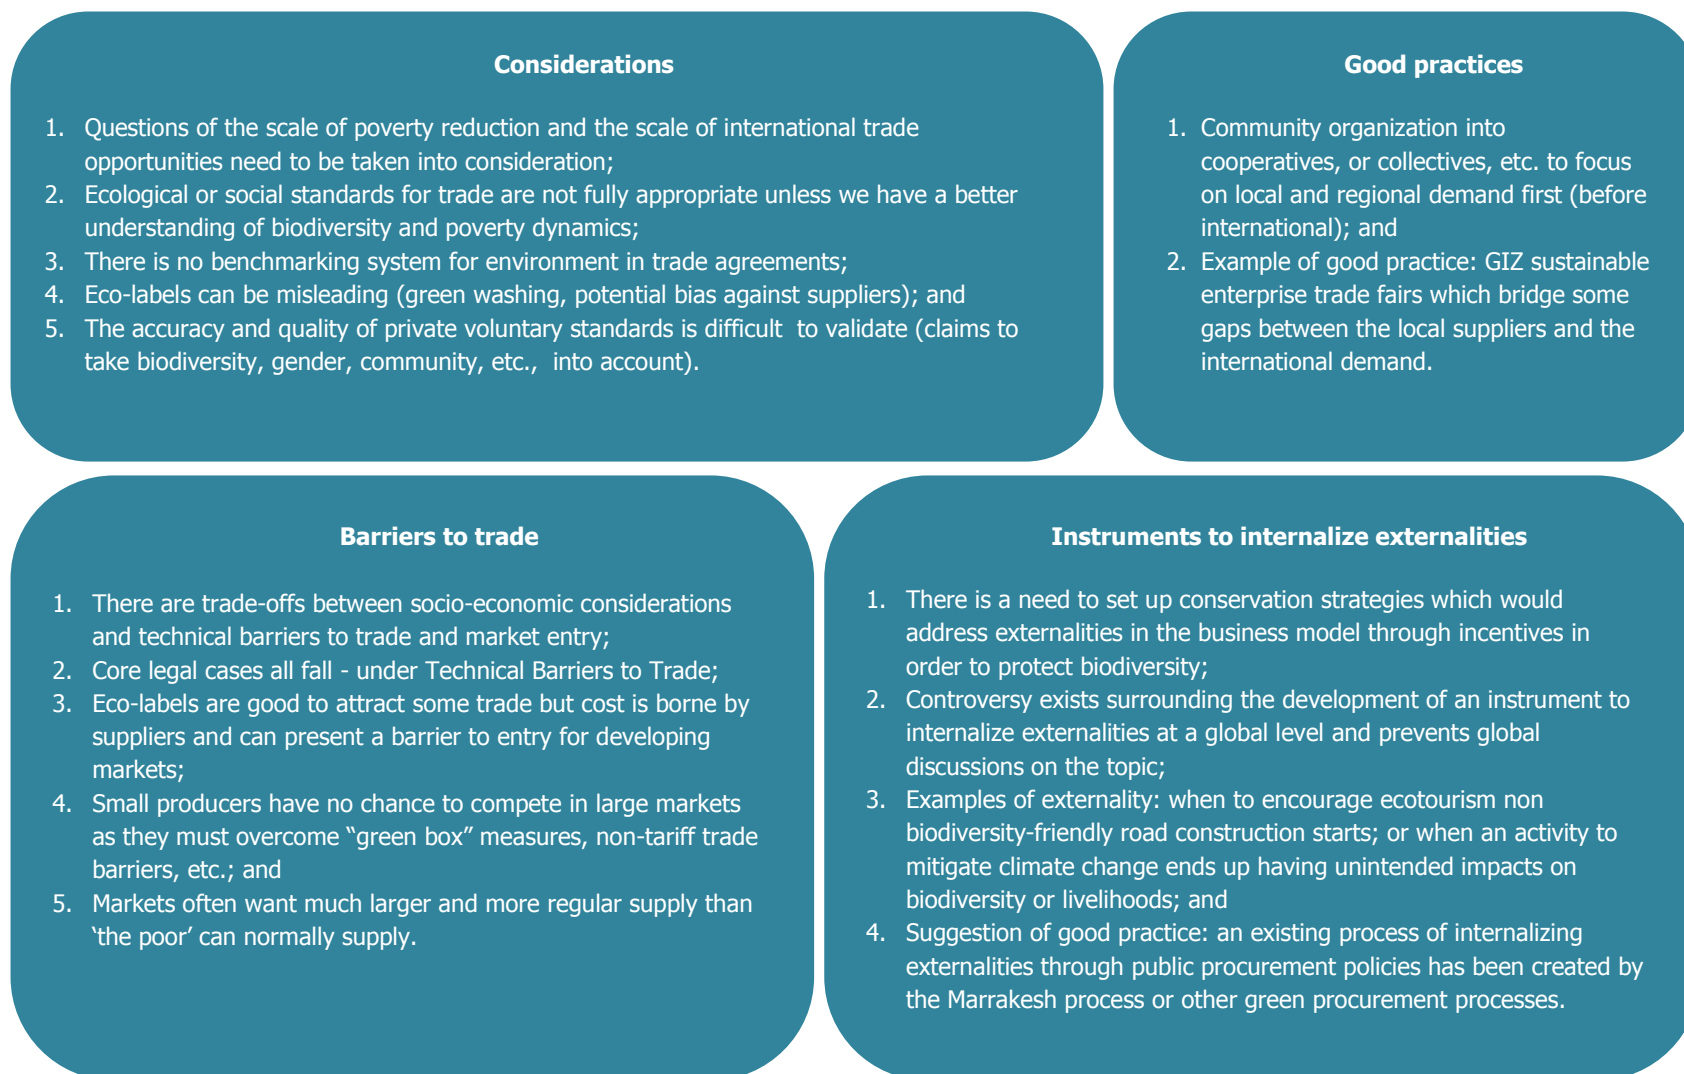 Considerations
1. Questions of the scale of poverty reduction and the scale of international trade
opportunities need to be taken into consideration;
2. Ecological or social standards for trade are not fully appropriate unless we have a better
understanding of biodiversity and poverty dynamics;
3. There is no benchmarking system for environment in trade agreements;
4. Eco-labels can be misleading (green washing, potential bias against suppliers); and
5. The accuracy and quality of private voluntary standards is difficult  to validate (claims to
take biodiversity, gender, community, etc.,  into account).
Good practices
1. Community organization into
cooperatives, or collectives, etc. to focus
on local and regional demand first (before
international); and
2. Example of good practice: GIZ sustainable
enterprise trade fairs which bridge some
gaps between the local suppliers and the
international demand.
Barriers to trade
1. There are trade-offs between socio-economic considerations
and technical barriers to trade and market entry;
2. Core legal cases all fall - under Technical Barriers to Trade;
3. Eco-labels are good to attract some trade but cost is borne by
suppliers and can present a barrier to entry for developing
markets;
4. Small producers have no chance to compete in large markets
as they must overcome “green box” measures, non-tariff trade
barriers, etc.; and
5. Markets often want much larger and more regular supply than
‘the poor’ can normally supply.
Instruments to internalize externalities
1. There is a need to set up conservation strategies which would
address externalities in the business model through incentives in
order to protect biodiversity;
2. Controversy exists surrounding the development of an instrument to
internalize externalities at a global level and prevents global
discussions on the topic;
3. Examples of externality: when to encourage ecotourism non
biodiversity-friendly road construction starts; or when an activity to
mitigate climate change ends up having unintended impacts on
biodiversity or livelihoods; and
4. Suggestion of good practice: an existing process of internalizing
externalities through public procurement policies has been created by
the Marrakesh process or other green procurement processes.